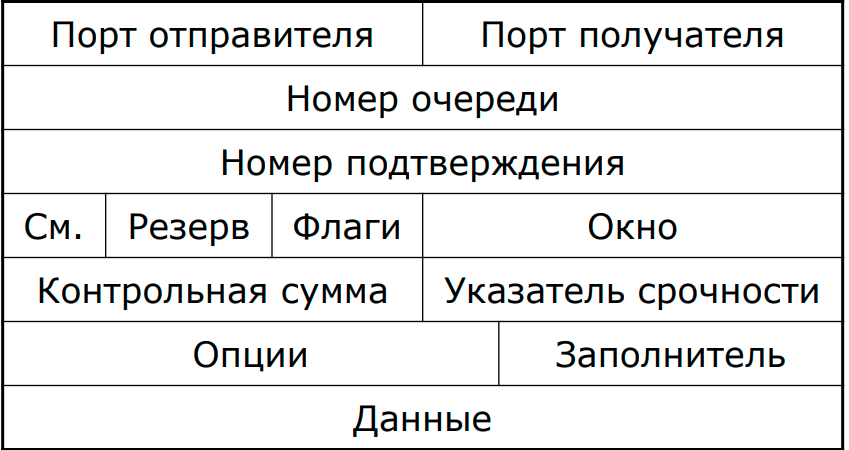 Порт отправителя Порт получателя
Номер очереди
Номер подтверждения
См. Резерв Флаги Окно
Контрольная сумма Указатель срочности
Опции Заполнитель
Данные